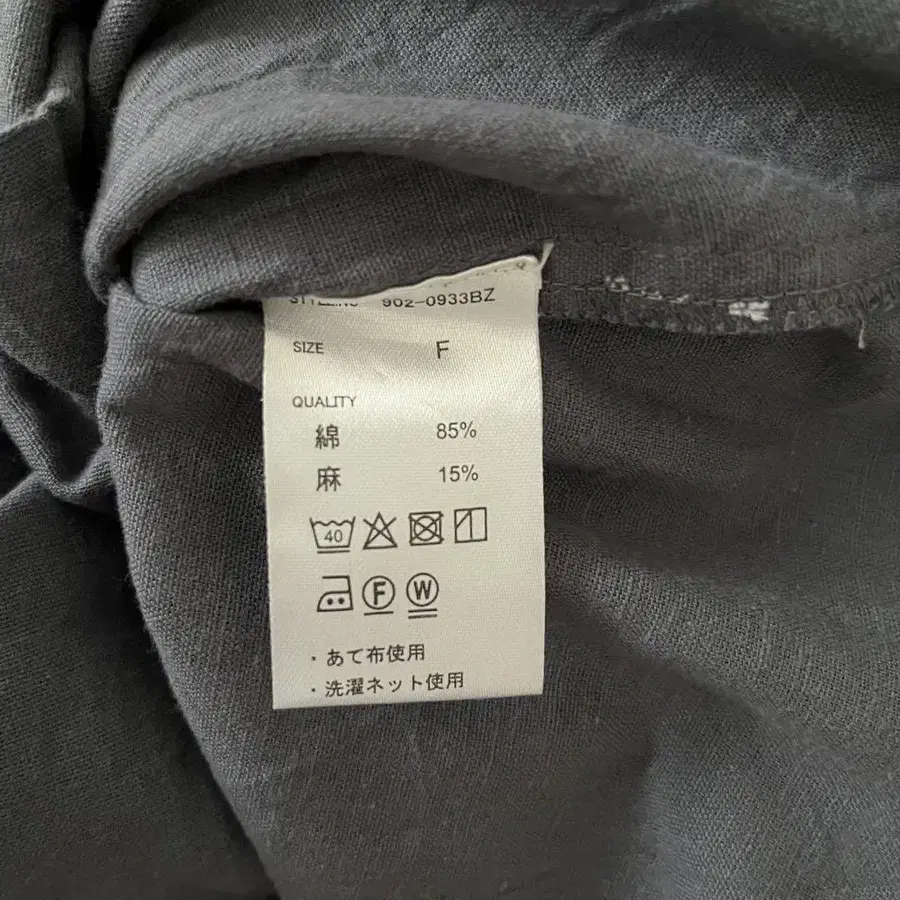 902-0933BZ
SIZE F
QUALITY
綿 85%
麻 15%
40
F W
・あて布使用
・洗濯ネット使用